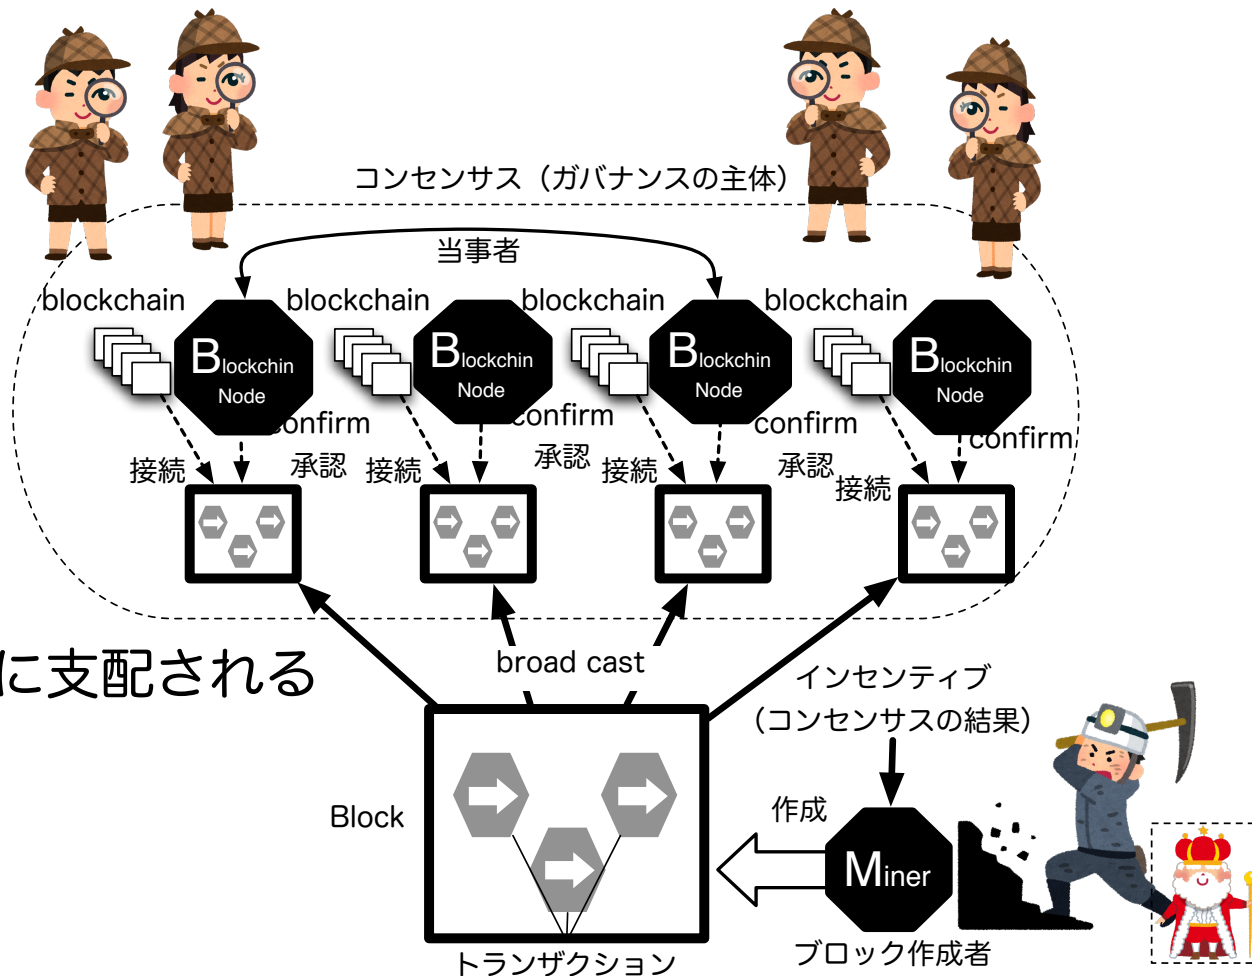 コンセンサス（ガバナンスの主体）
当事者
blockchain
blockchain
blockchain
blockchain
Blockchin
Node
Blockchin
Node
Blockchin
Node
Blockchin
Node
confirm
confirm
confirm
confirm
接続
承認
接続
承認
接続
承認
接続
broad cast
に支配される
インセンティブ
（コンセンサスの結果）
Block
作成
Miner
トランザクション
ブロック作成者